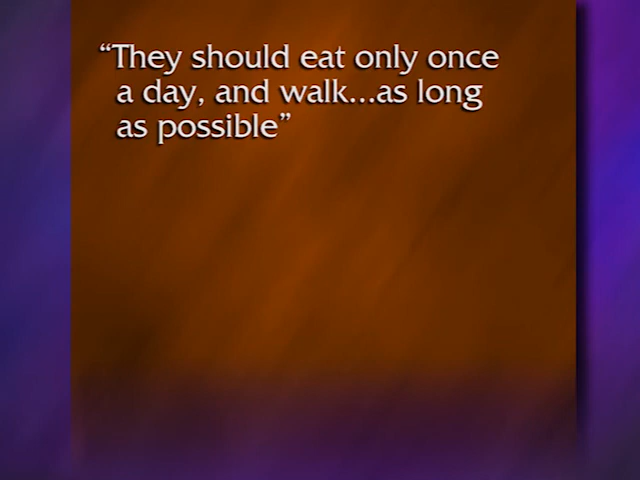 “They should eat only once
a day, and walk...as long
as possible”